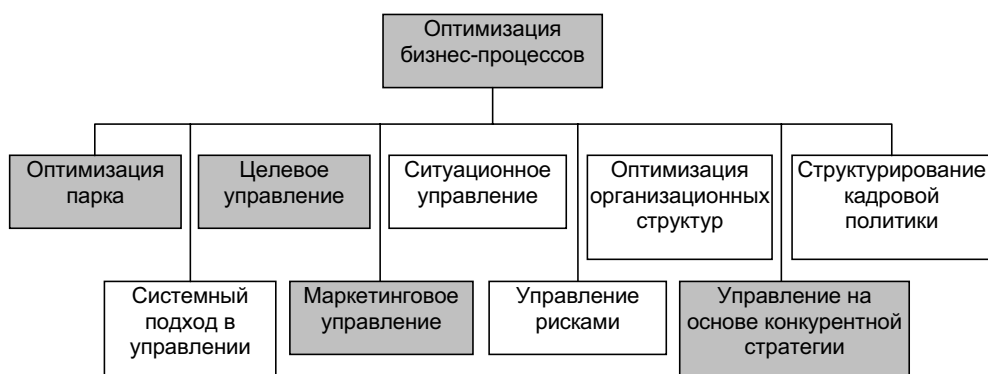 Оптимизация
бизнес-процессов
Оптимизация
парка
Целевое
управление
Ситуационное
управление
Оптимизация
организационных
структур
Структурирование
кадровой
политики
Системный
подход в
управлении
Маркетинговое
управление
Управление
рисками
Управление на
основе конкурентной
стратегии